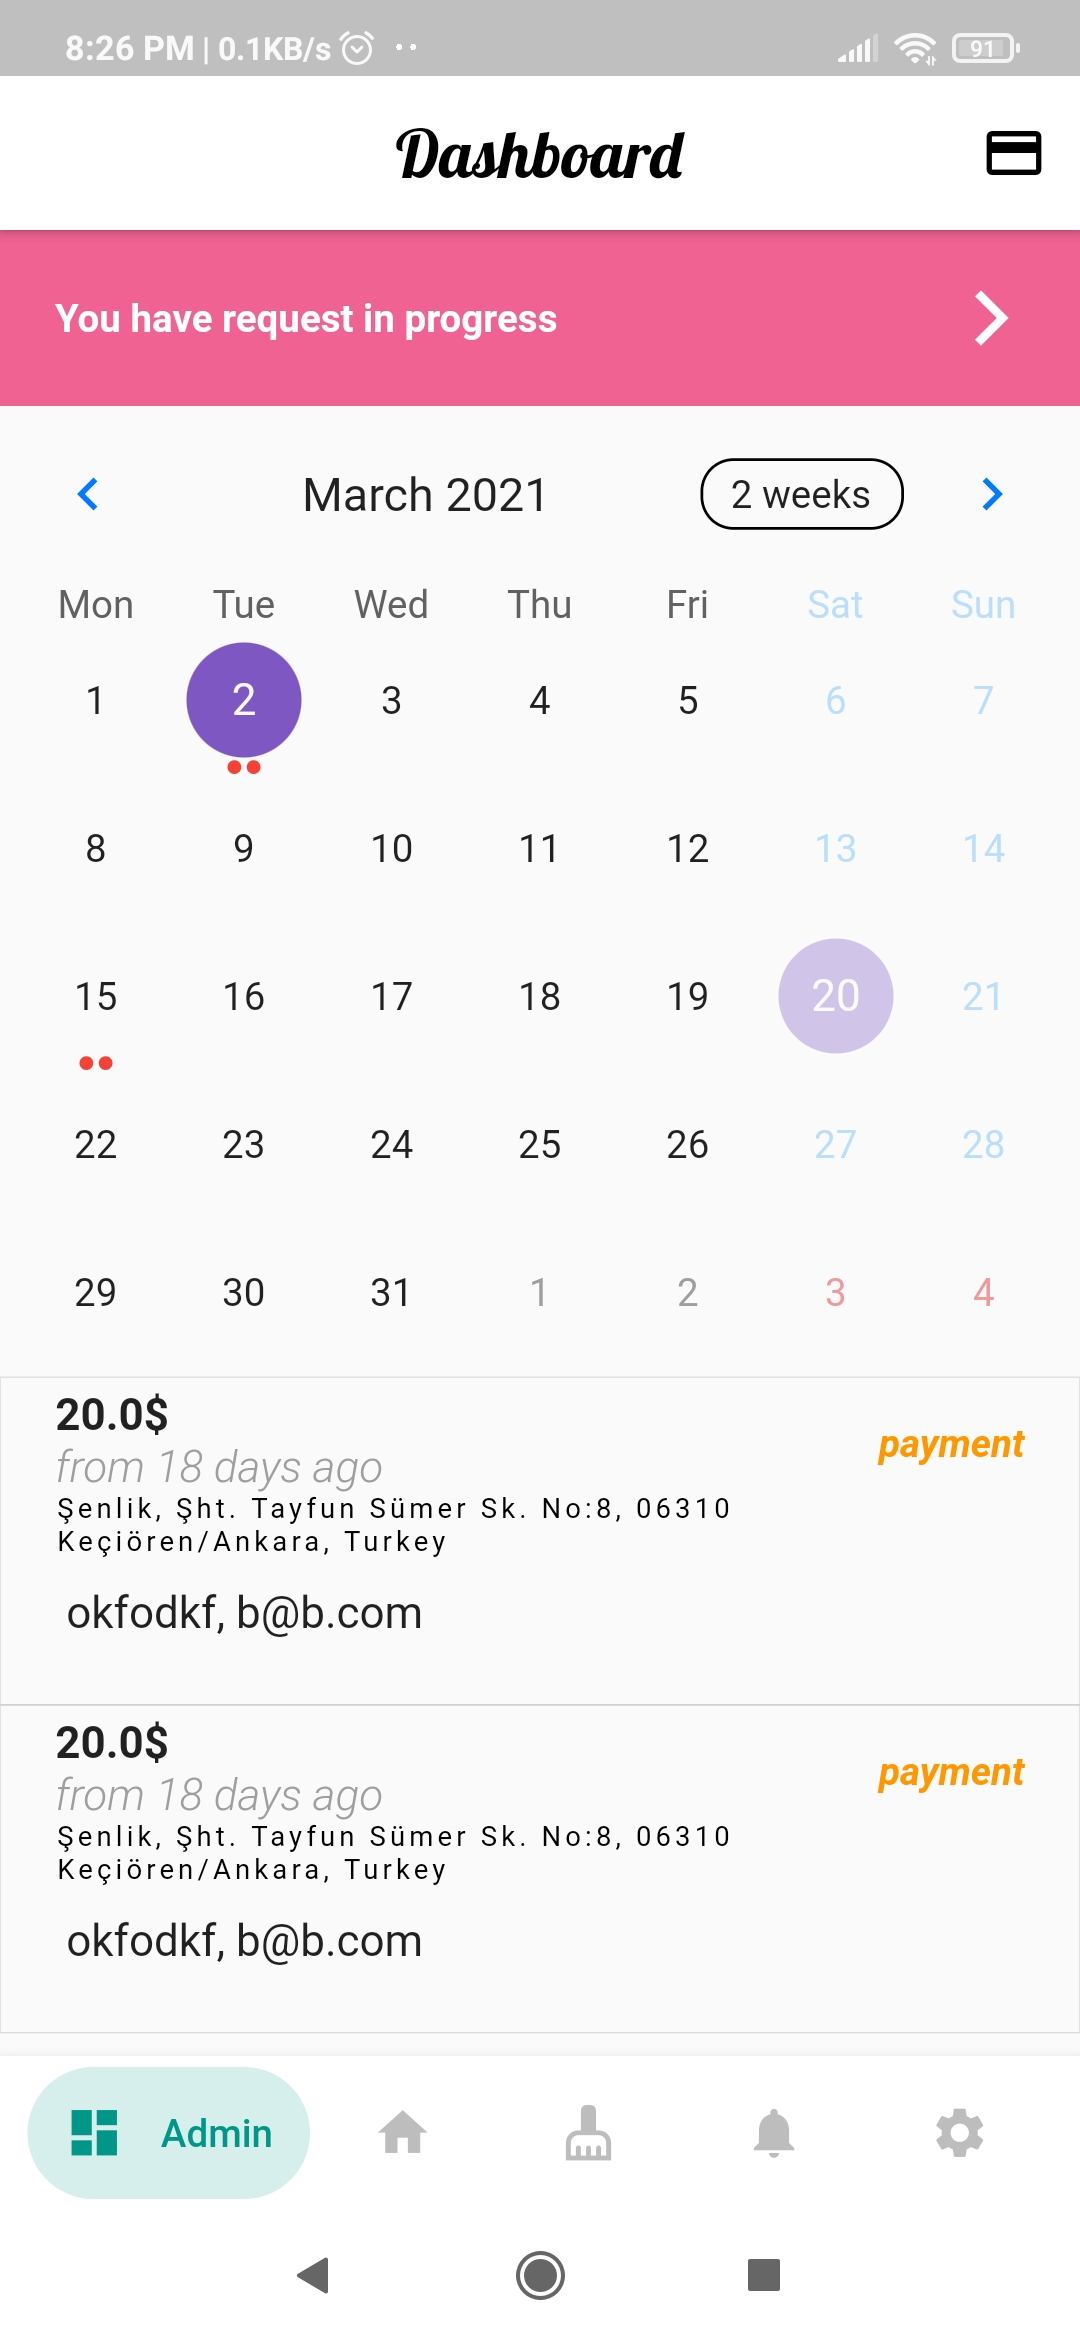 8:26 PM | 0.1KB/s 91
Dashboard
You have request in progress
March 2021 2 weeks
Mon Tue Wed Thu Fri Sat Sun
1 2 3 4 5 6 7
8 9 10 11 12 13 14
15 16 17 18 19 20 21
22 23 24 25 26 27 28
29 30 31 1 2 3 4
20.0$
payment
from 18 days ago
Şenlik, Şht. Tayfun Sümer Sk. No:8, 06310
Keçiören/Ankara, Turkey
okfodkf, b@b.com
20.0$
payment
from 18 days ago
Şenlik, Şht. Tayfun Sümer Sk. No:8, 06310
Keçiören/Ankara, Turkey
okfodkf, b@b.com
Admin